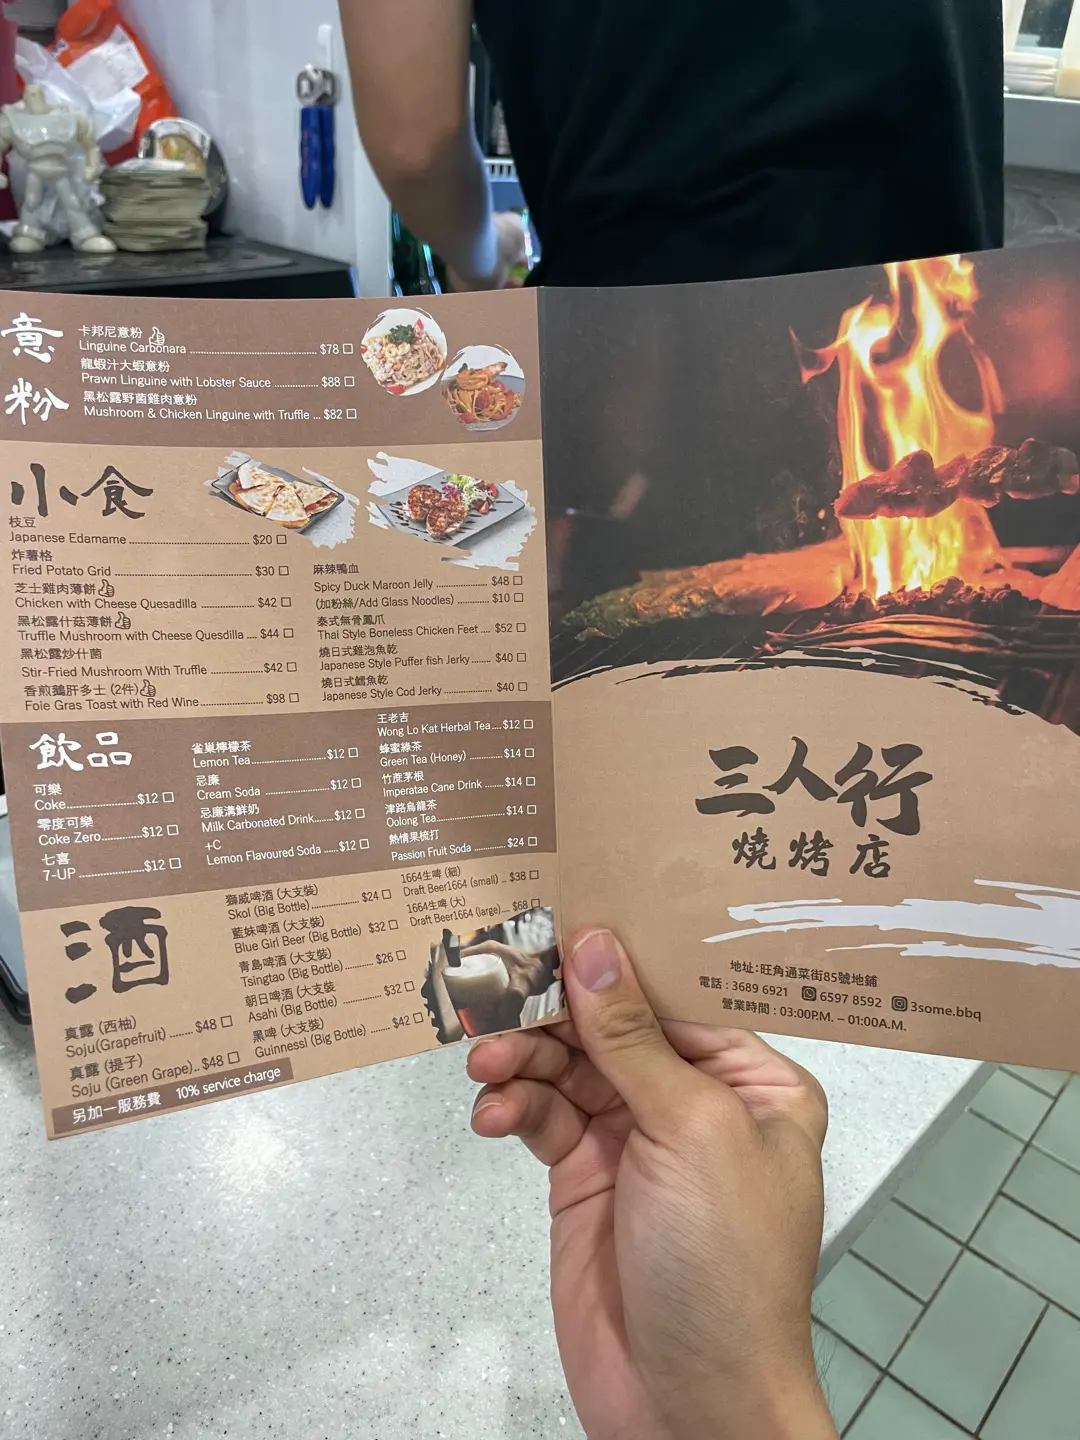 意粉
卡邦尼意粉
Linguine Carbonara ........ $78 □
龍蝦汁大蝦意粉
Prawn Linguine with Lobster Sauce ........ $88 □
黑松露野菌雞肉意粉
Mushroom & Chicken Linguine with Truffle ... $82 □
小食
枝豆
Japanese Edamame ........ $20 □
炸薯格
Fried Potato Grid ........ $30 □
芝士雞肉薄餅
Chicken with Cheese Quesadilla ........ $42 □
黑松露什菇薄餅
Truffle Mushroom with Cheese Quesdilla .... $44 □
黑松露炒什菌
Stir-Fried Mushroom With Truffle ........ $42 □
香煎鵝肝多士 (2件)
Foie Gras Toast with Red Wine ........ $98 □
麻辣鴨血
Spicy Duck Maroon Jelly ........ $48 □
(加粉絲/Add Glass Noodles) ........ $10 □
泰式無骨鳳爪
Thai Style Boneless Chicken Feet .... $52 □
燒日式雞泡魚乾
Japanese Style Puffer fish Jerky ...... $40 □
燒日式鱈魚乾
Japanese Style Cod Jerky ........ $40 □
飲品
可樂
Coke ........ $12 □
零度可樂
Coke Zero ........ $12 □
七喜
7-UP ........ $12 □
雀巢檸檬茶
Lemon Tea ........ $12 □
忌廉
Cream Soda ........ $12 □
忌廉溝鮮奶
Milk Carbonated Drink ..... $12 □
+C
Lemon Flavoured Soda .... $12 □
王老吉
Wong Lo Kat Herbal Tea .... $12 □
蜂蜜綠茶
Green Tea (Honey) ........ $14 □
竹蔗茅根
Imperatae Cane Drink ...... $14 □
津路烏龍茶
Oolong Tea ........ $14 □
熱情果梳打
Passion Fruit Soda ........ $24 □
酒
真露 (西柚)
Soju(Grapefruit) ....... $48 □
真露 (提子)
Soju (Green Grape).. $48 □
獅威啤酒 (大支裝)
Skol (Big Bottle) ........ $24 □
藍妹啤酒 (大支裝)
Blue Girl Beer (Big Bottle) $32 □
青島啤酒 (大支裝)
Tsingtao (Big Bottle) ........ $26 □
朝日啤酒 (大支裝
Asahi (Big Bottle) ........ $32 □
黑啤 (大支裝)
Guinnessl (Big Bottle) ..... $42 □
1664生啤 (細)
Draft Beer1664 (small) .. $38 □
1664生啤 (大)
Draft Beer1664 (large) .... $68 □
另加一服務費 10% service charge
三人行
燒烤店
地址:旺角通菜街85號地鋪
電話 : 3689 6921 6597 8592 3some.bbq
營業時間 : 03:00P.M. – 01:00A.M.